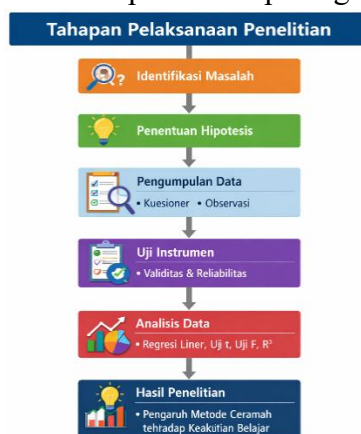 Tahapan Pelaksanaan Penelitian
Identifikasi Masalah
Penentuan Hipotesis
Pengumpulan Data
• Kuesioner • Observasi
Uji Instrumen
• Validitas & Reliabilitas
Analisis Data
• Regresi Liner, Uji t, Uji F, R²
Hasil Penelitian
• Pengaruh Metode Ceramah
tehradap Keakutian Belajar